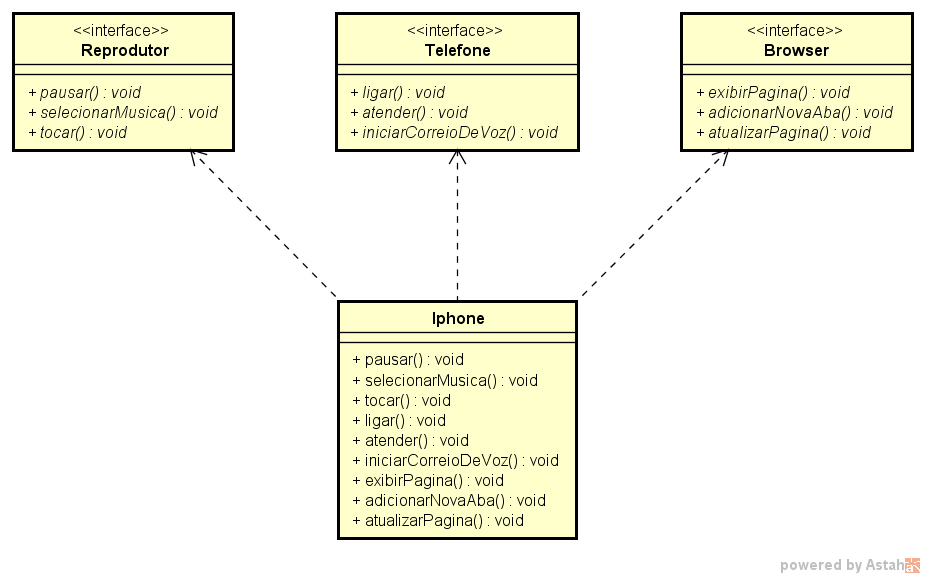 <<interface>>
Reprodutor
+ pausar() : void
+ selecionarMusica() : void
+ tocar() : void
<<interface>>
Telefone
+ ligar() : void
+ atender() : void
+ iniciarCorreioDeVoz() : void
<<interface>>
Browser
+ exibirPagina() : void
+ adicionarNovaAba() : void
+ atualizarPagina() : void
Iphone
+ pausar() : void
+ selecionarMusica() : void
+ tocar() : void
+ ligar() : void
+ atender() : void
+ iniciarCorreioDeVoz() : void
+ exibirPagina() : void
+ adicionarNovaAba() : void
+ atualizarPagina() : void
powered by Astah